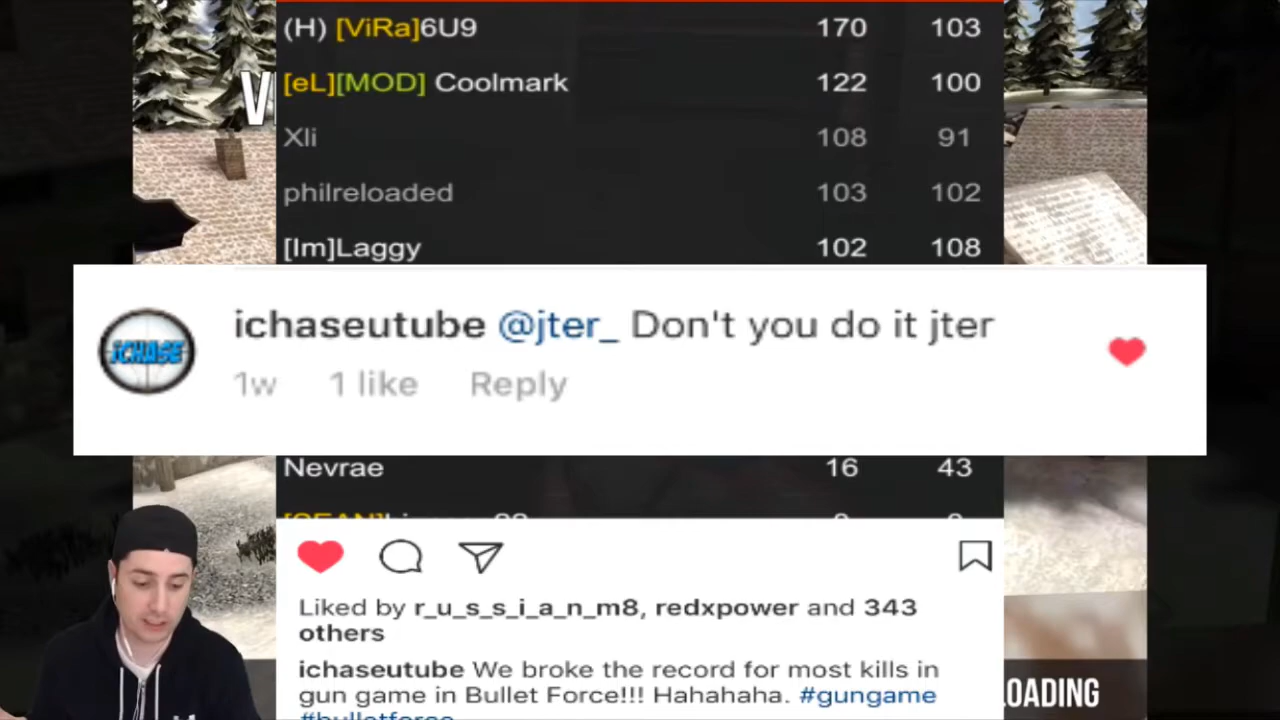 (H) [ViRa]6U9 170 103
[eL][MOD] Coolmark 122 100
Xli 108 91
philreloaded 103 102
[Im]Laggy 102 108
iCHASE
ichaseutube @jter_ Don't you do it jter
1w 1 like Reply
Nevrae 16 43
Liked by r_u_s_s_i_a_n_m8, redxpower and 343
others
ichaseutube We broke the record for most kills in
gun game in Bullet Force!!! Hahahaha. #gungame
#bulletforce
OADING